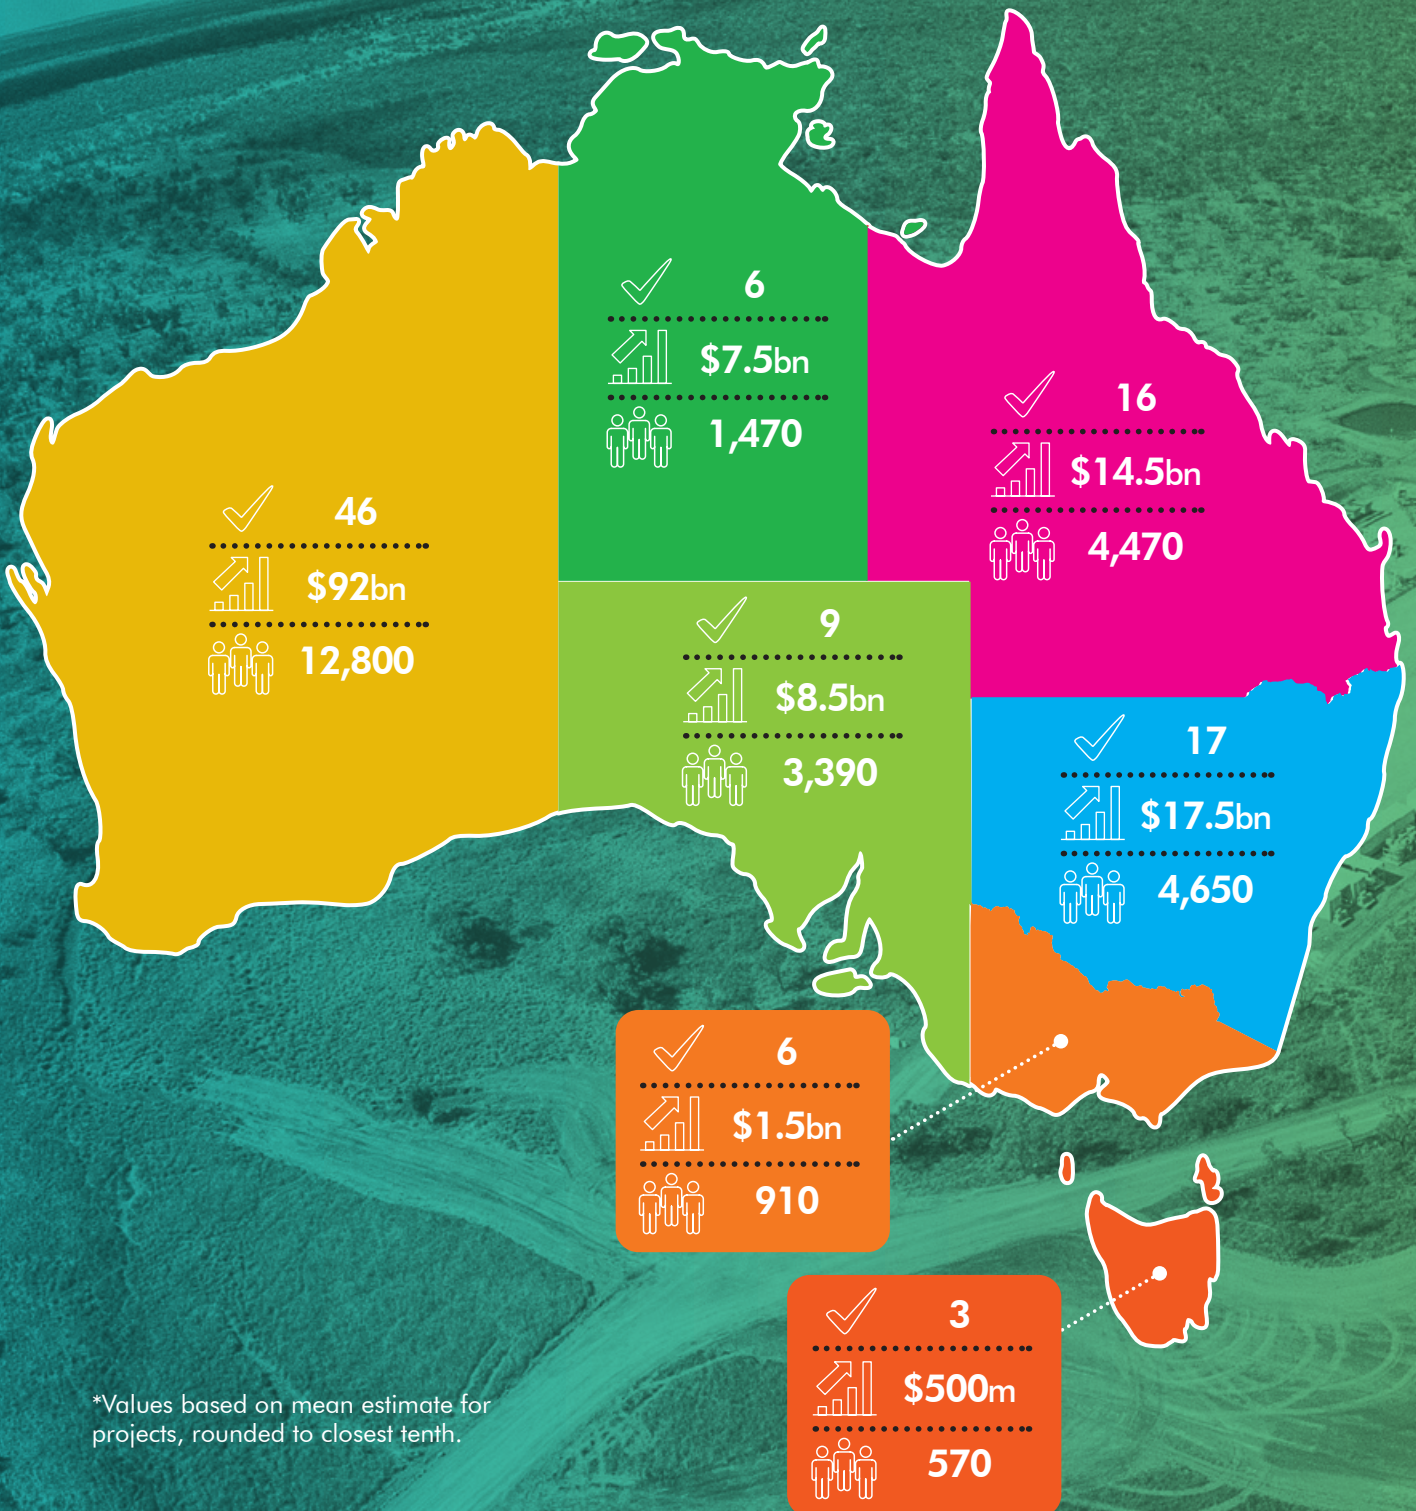 6
$7.5bn
1,470
16
$14.5bn
4,470
46
$92bn
12,800
9
$8.5bn
3,390
17
$17.5bn
4,650
6
$1.5bn
910
3
$500m
570
*Values based on mean estimate for
projects, rounded to closest tenth.